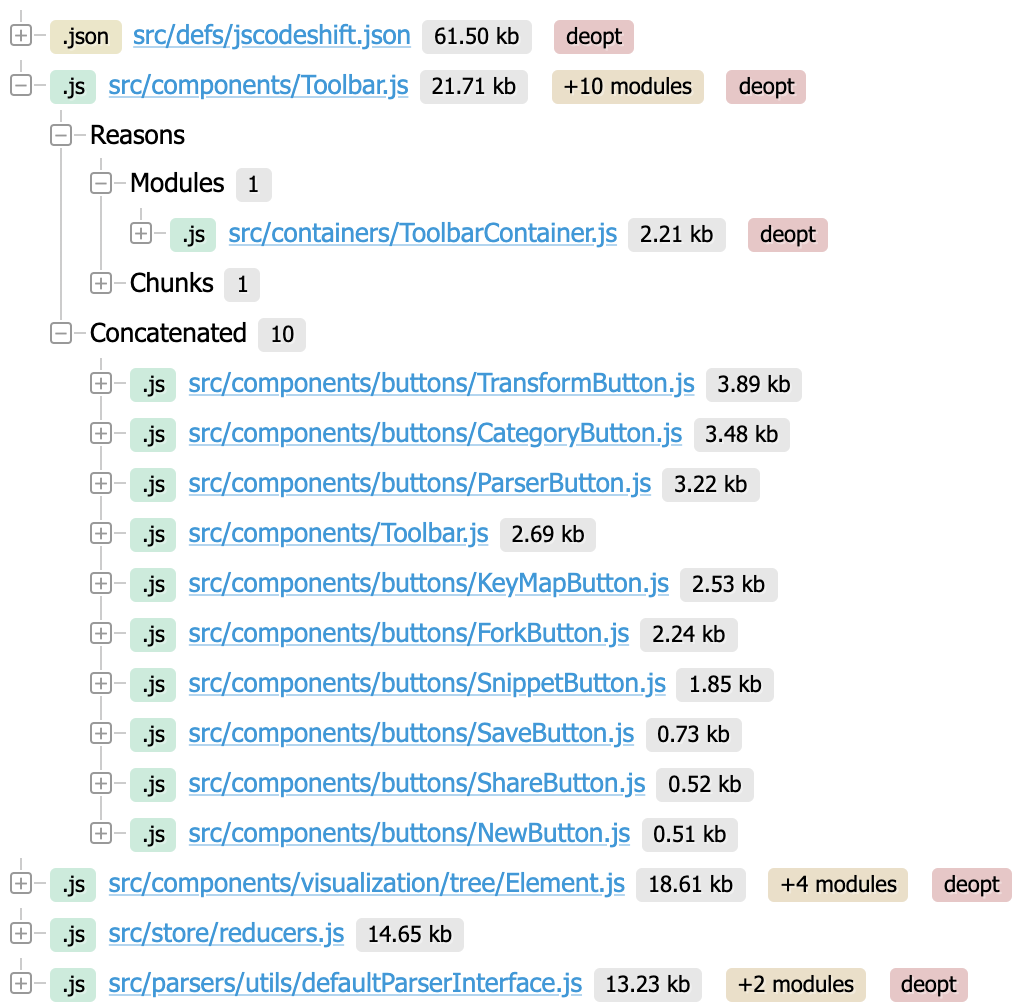 .json src/defs/jscodeshift.json 61.50 kb deopt
.js src/components/Toolbar.js 21.71 kb +10 modules deopt
Reasons
Modules 1
.js src/containers/ToolbarContainer.js 2.21 kb deopt
Chunks 1
Concatenated 10
.js src/components/buttons/TransformButton.js 3.89 kb
.js src/components/buttons/CategoryButton.js 3.48 kb
.js src/components/buttons/ParserButton.js 3.22 kb
.js src/components/Toolbar.js 2.69 kb
.js src/components/buttons/KeyMapButton.js 2.53 kb
.js src/components/buttons/ForkButton.js 2.24 kb
.js src/components/buttons/SnippetButton.js 1.85 kb
.js src/components/buttons/SaveButton.js 0.73 kb
.js src/components/buttons/ShareButton.js 0.52 kb
.js src/components/buttons/NewButton.js 0.51 kb
.js src/components/visualization/tree/Element.js 18.61 kb +4 modules deopt
.js src/store/reducers.js 14.65 kb
.js src/parsers/utils/defaultParserInterface.js 13.23 kb +2 modules deopt